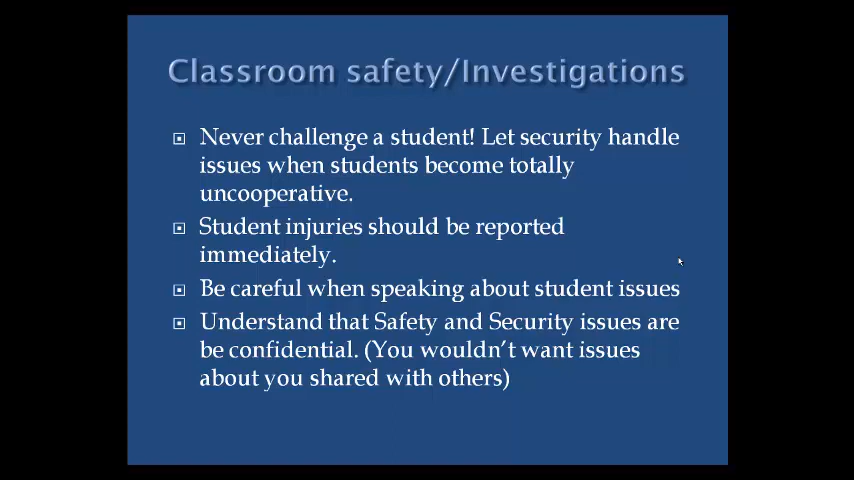 Classroom safety/Investigations
Never challenge a student! Let security handle
issues when students become totally
uncooperative.
Student injuries should be reported
immediately.
Be careful when speaking about student issues
Understand that Safety and Security issues are
be confidential. (You wouldn’t want issues
about you shared with others)